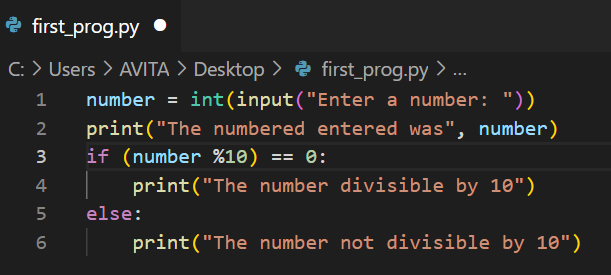 first_prog.py
C: > Users > AVITA > Desktop > first_prog.py > ...
1 number = int(input("Enter a number: "))
2 print("The numbered entered was", number)
3 if (number %10) == 0:
4     print("The number divisible by 10")
5 else:
6     print("The number not divisible by 10")